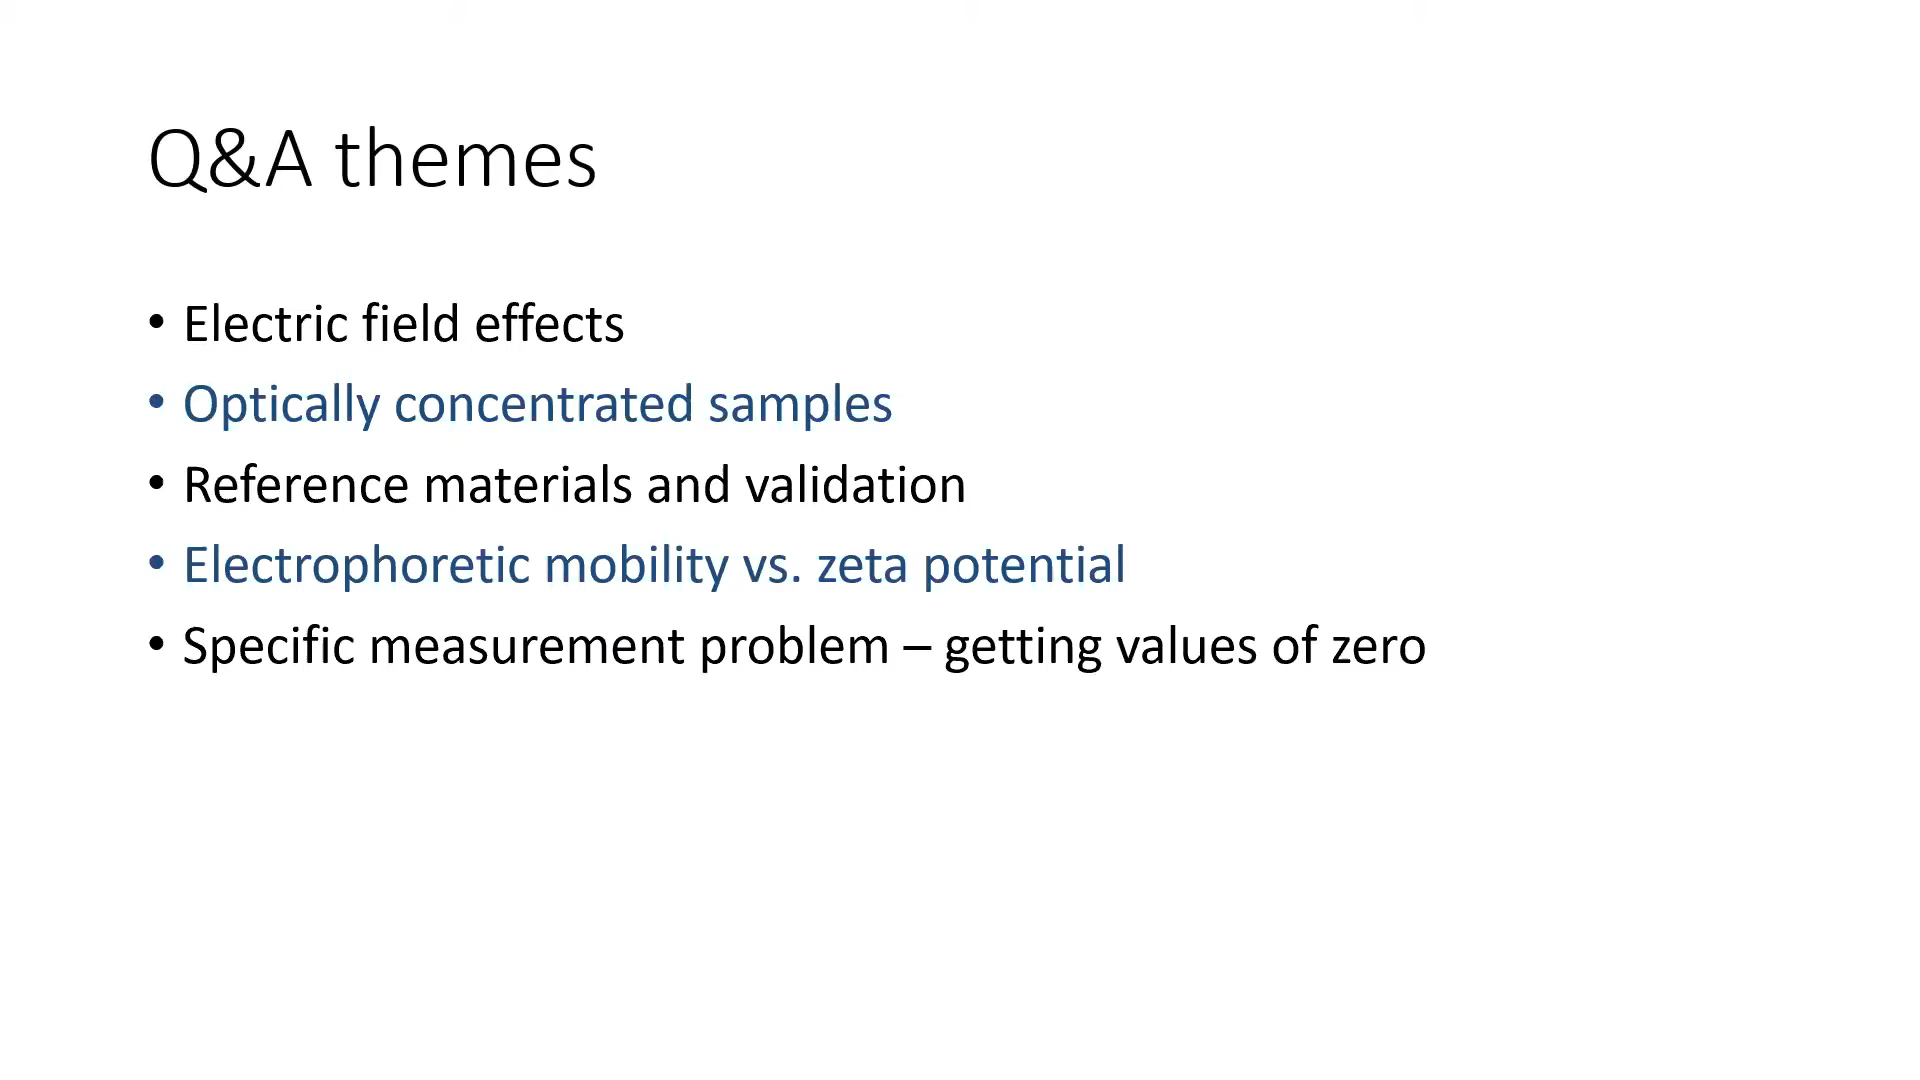 Q&A themes
• Electric field effects
• Optically concentrated samples
• Reference materials and validation
• Electrophoretic mobility vs. zeta potential
• Specific measurement problem – getting values of zero